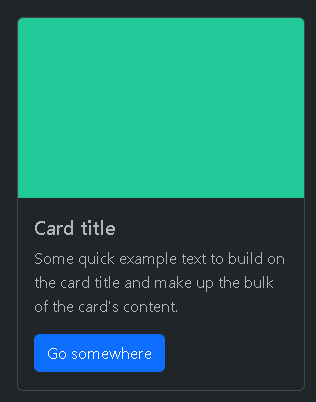 Card title
Some quick example text to build on
the card title and make up the bulk
of the card's content.
Go somewhere